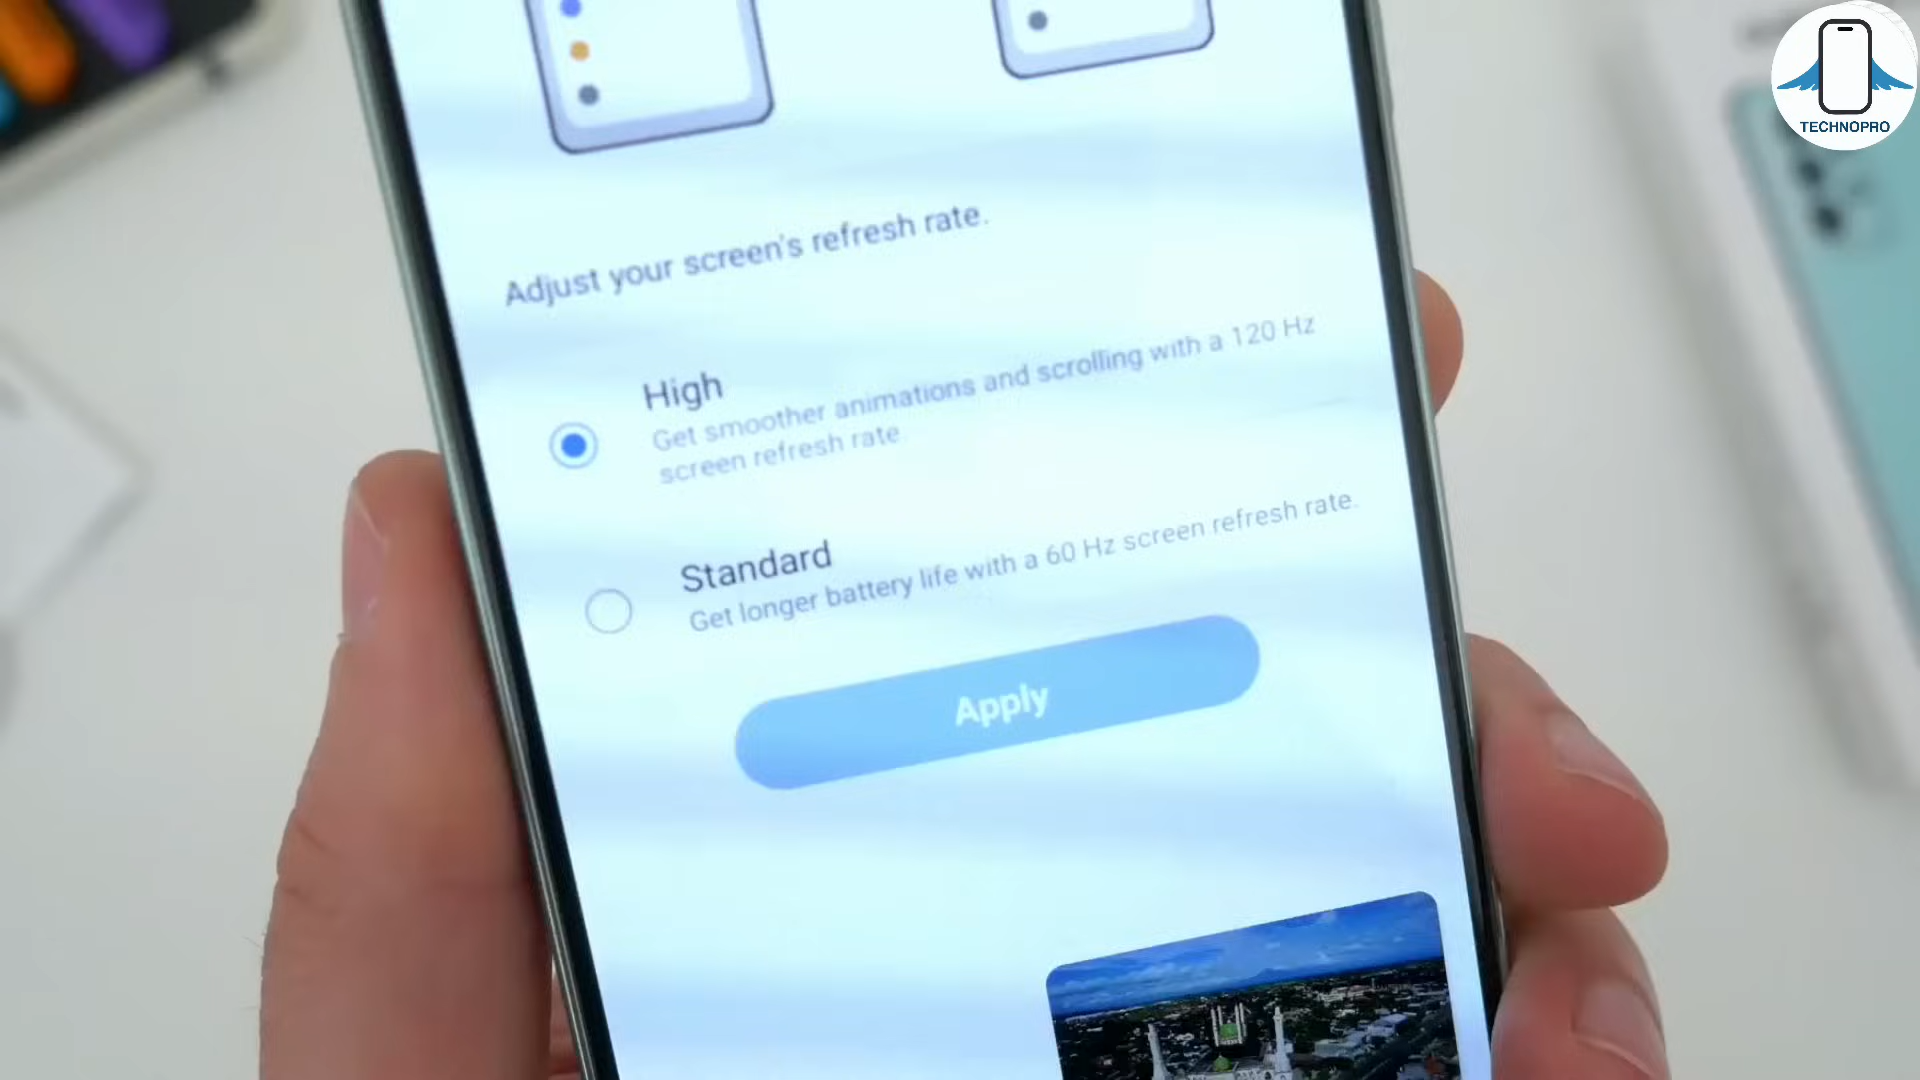 TECHNOPRO
Adjust your screen's refresh rate.
High
Get smoother animations and scrolling with a 120 Hz
screen refresh rate
Standard
Get longer battery life with a 60 Hz screen refresh rate.
Apply